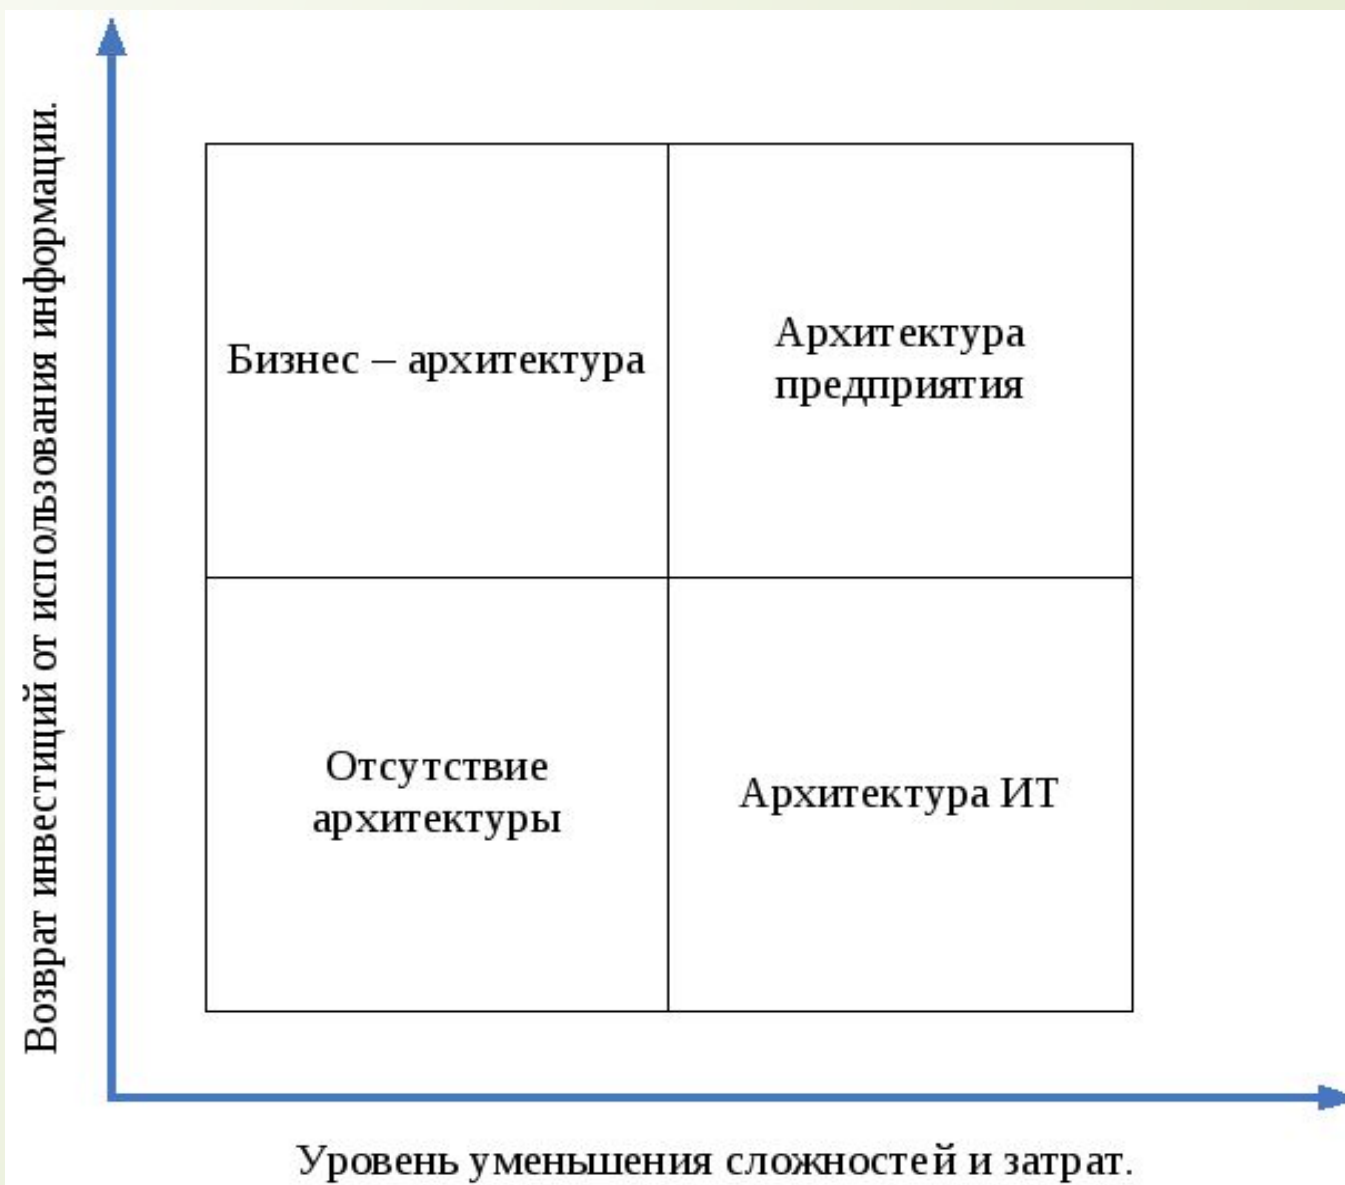 Возврат инвестиций от использования информации.
Бизнес – архитектура
Архитектура
предприятия
Отсутствие
архитектуры
Архитектура ИТ
Уровень уменьшения сложностей и затрат.